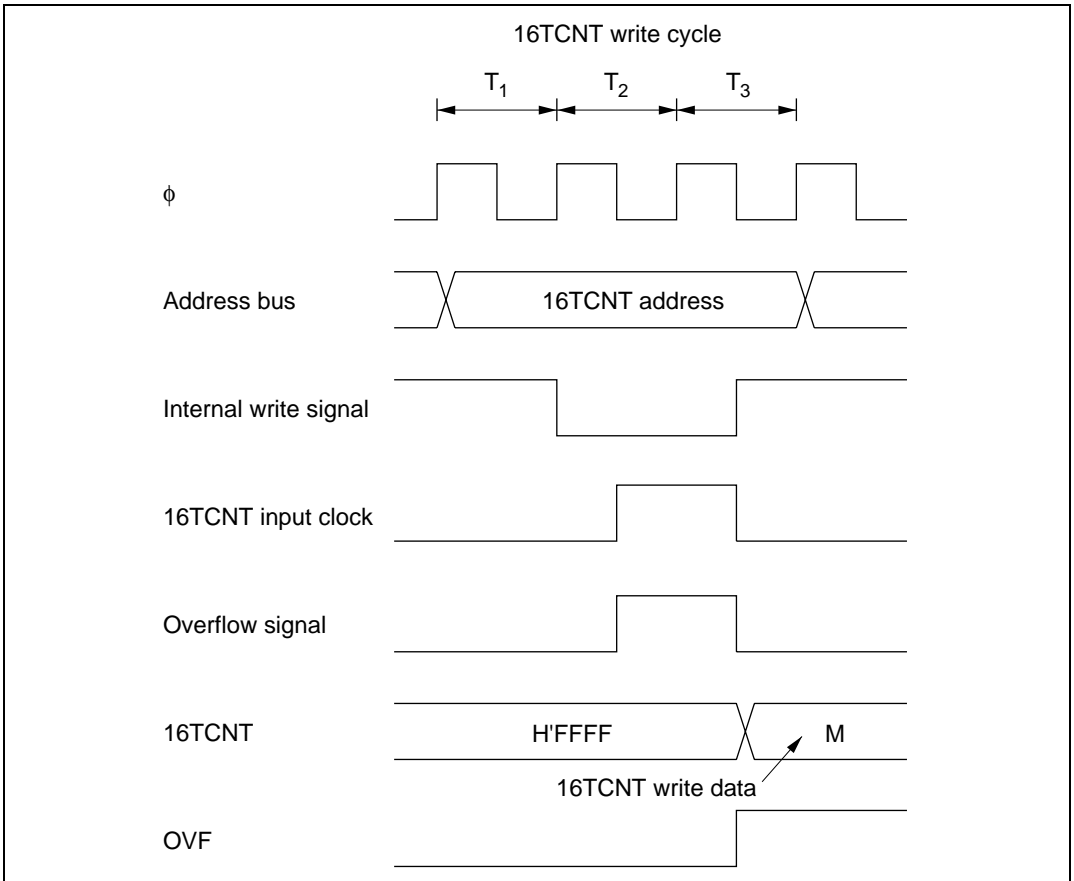 16TCNT write cycle
T1 T2 T3
φ
Address bus 16TCNT address
Internal write signal
16TCNT input clock
Overflow signal
16TCNT H'FFFF M
16TCNT write data
OVF